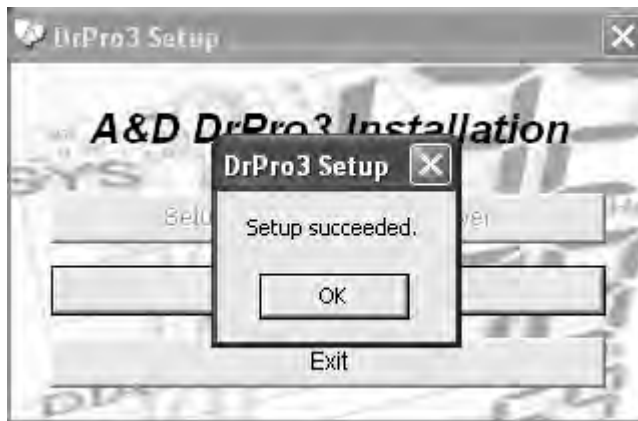 DrPro3 Setup
A&D DrPro3 Installation
DrPro3 Setup
Setup succeeded.
OK
Exit